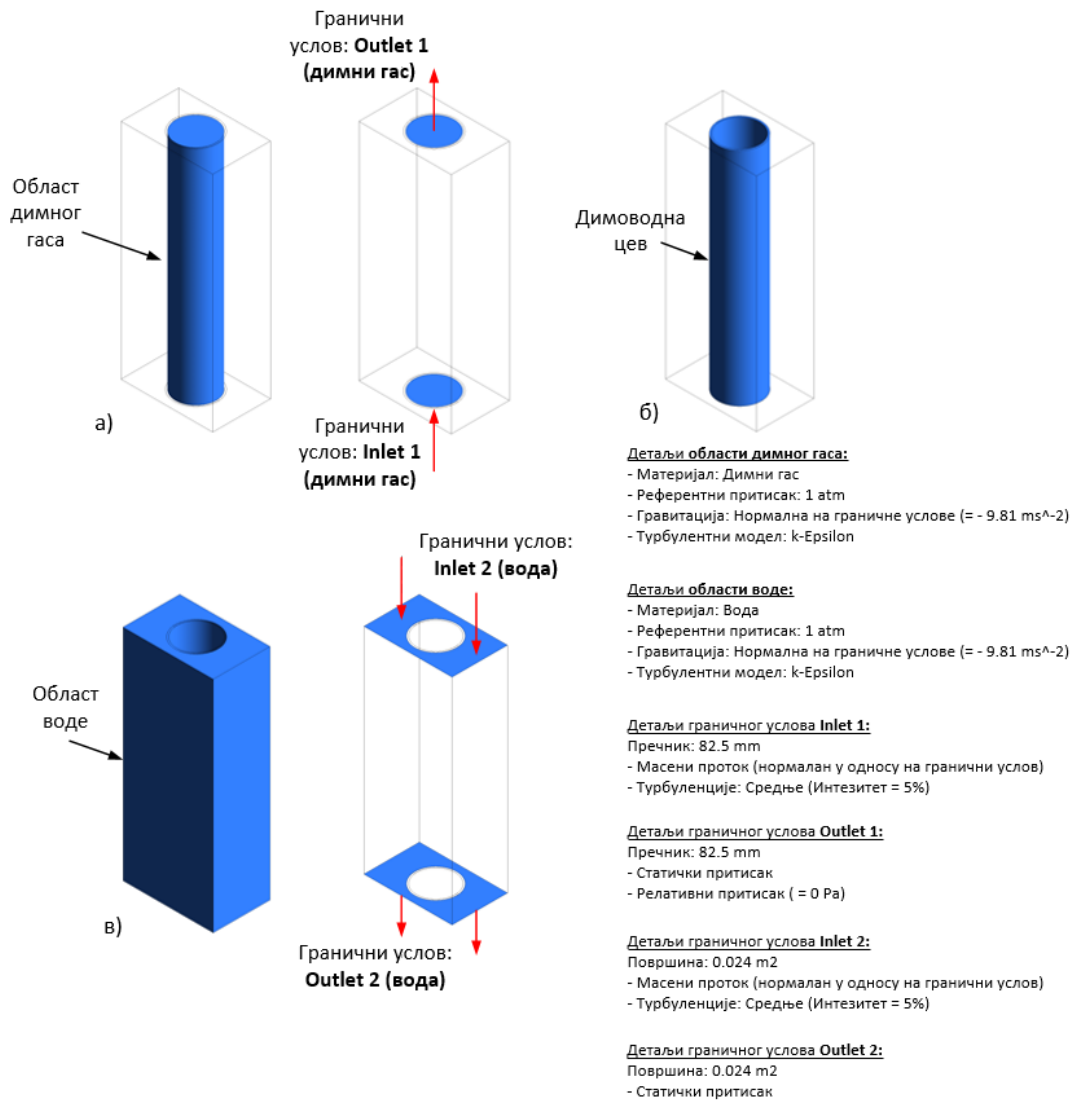 Гранични
услов: Outlet 1
(димни гас)
Област
димног
гаса
а)
Гранични
услов: Inlet 1
(димни гас)
Димоводна
цев
б)
Гранични услов:
Inlet 2 (вода)
Област
воде
в)
Гранични услов:
Outlet 2 (вода)
Детаљи области димног гаса:
- Материјал: Димни гас
- Референтни притисак: 1 atm
- Гравитација: Нормална на граничне услове (= - 9.81 ms^-2)
- Турбулентни модел: k-Epsilon
Детаљи области воде:
- Материјал: Вода
- Референтни притисак: 1 atm
- Гравитација: Нормална на граничне услове (= - 9.81 ms^-2)
- Турбулентни модел: k-Epsilon
Детаљи граничног услова Inlet 1:
Пречник: 82.5 mm
- Масени проток (нормалан у односу на гранични услов)
- Турбуленције: Средње (Интезитет = 5%)
Детаљи граничног услова Outlet 1:
Пречник: 82.5 mm
- Статички притисак
- Релативни притисак ( = 0 Pa)
Детаљи граничног услова Inlet 2:
Површина: 0.024 m2
- Масени проток (нормалан у односу на гранични услов)
- Турбуленције: Средње (Интезитет = 5%)
Детаљи граничног услова Outlet 2:
Површина: 0.024 m2
- Статички притисак